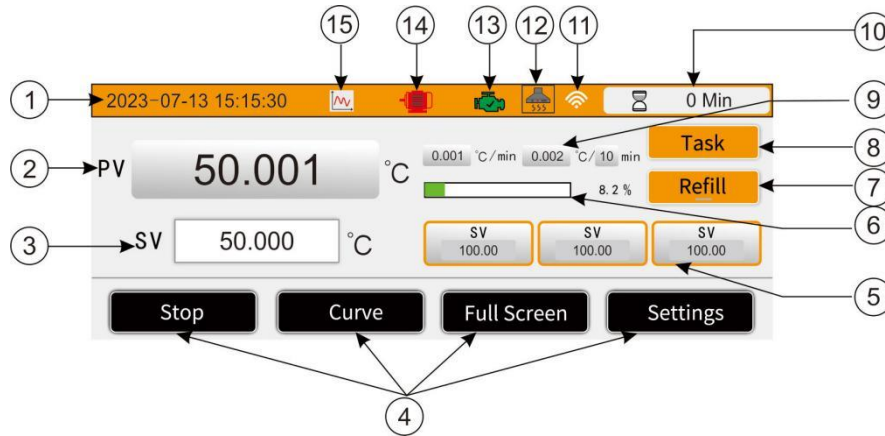 15 14 13 12 11 10
1 2023-07-13 15:15:30 0 Min
9
2 PV 50.001 °C 0.001 °C/min 0.002 °C/ 10 min Task 8
8.2 % Refill 7
6
3 SV 50.000 °C SV SV SV
100.00 100.00 100.00
5
Stop Curve Full Screen Settings
4